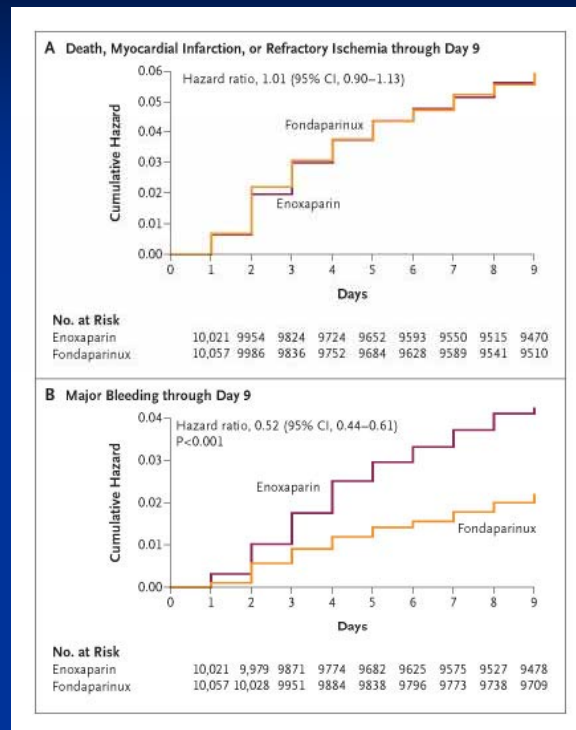 A Death, Myocardial Infarction, or Refractory Ischemia through Day 9
0.06
Hazard ratio, 1.01 (95% CI, 0.90–1.13)
0.05
Fondaparinux
0.04
Cumulative Hazard
0.03
0.02
Enoxaparin
0.01
0.00
0 1 2 3 4 5 6 7 8 9
Days
No. at Risk
Enoxaparin 10,021 9954 9824 9724 9652 9593 9550 9515 9470
Fondaparinux 10,057 9986 9836 9752 9684 9628 9589 9541 9510
B Major Bleeding through Day 9
0.04
Hazard ratio, 0.52 (95% CI, 0.44–0.61)
P<0.001
0.03
Enoxaparin
Cumulative Hazard
0.02
Fondaparinux
0.01
0.00
0 1 2 3 4 5 6 7 8 9
Days
No. at Risk
Enoxaparin 10,021 9,979 9871 9774 9682 9625 9575 9527 9478
Fondaparinux 10,057 10,028 9951 9884 9838 9796 9773 9738 9709